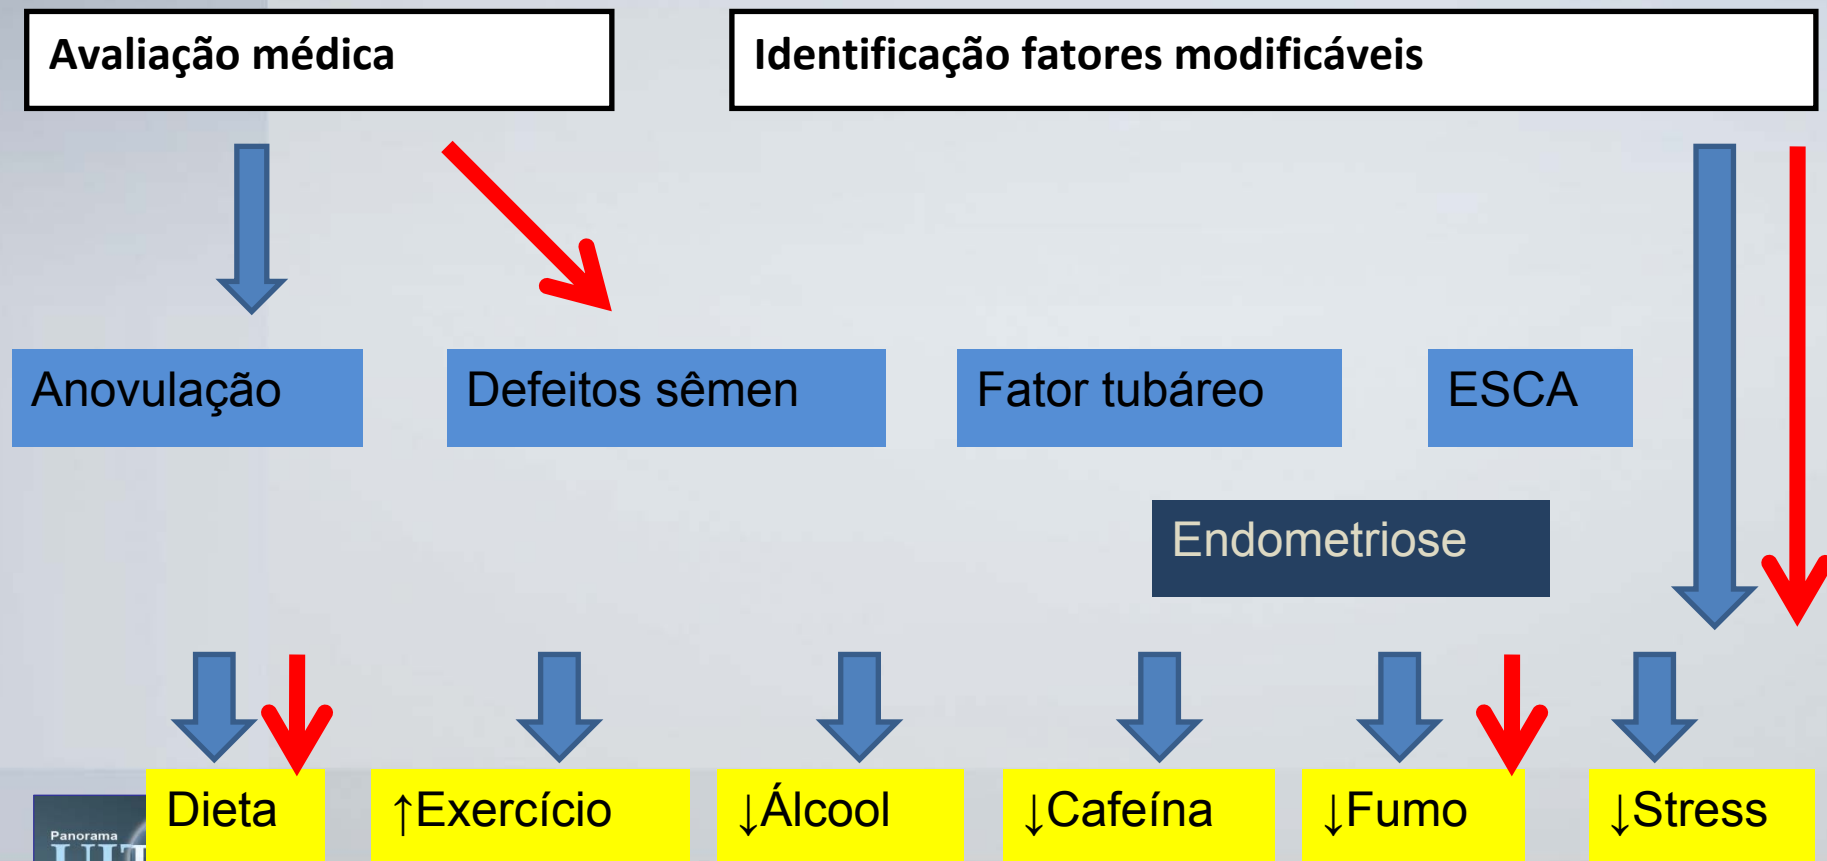 Avaliação médica
Identificação fatores modificáveis
Anovulação
Defeitos sêmen
Fator tubáreo
ESCA
Endometriose
Dieta
↑Exercício
↓Álcool
↓Cafeína
↓Fumo
↓Stress
Panorama